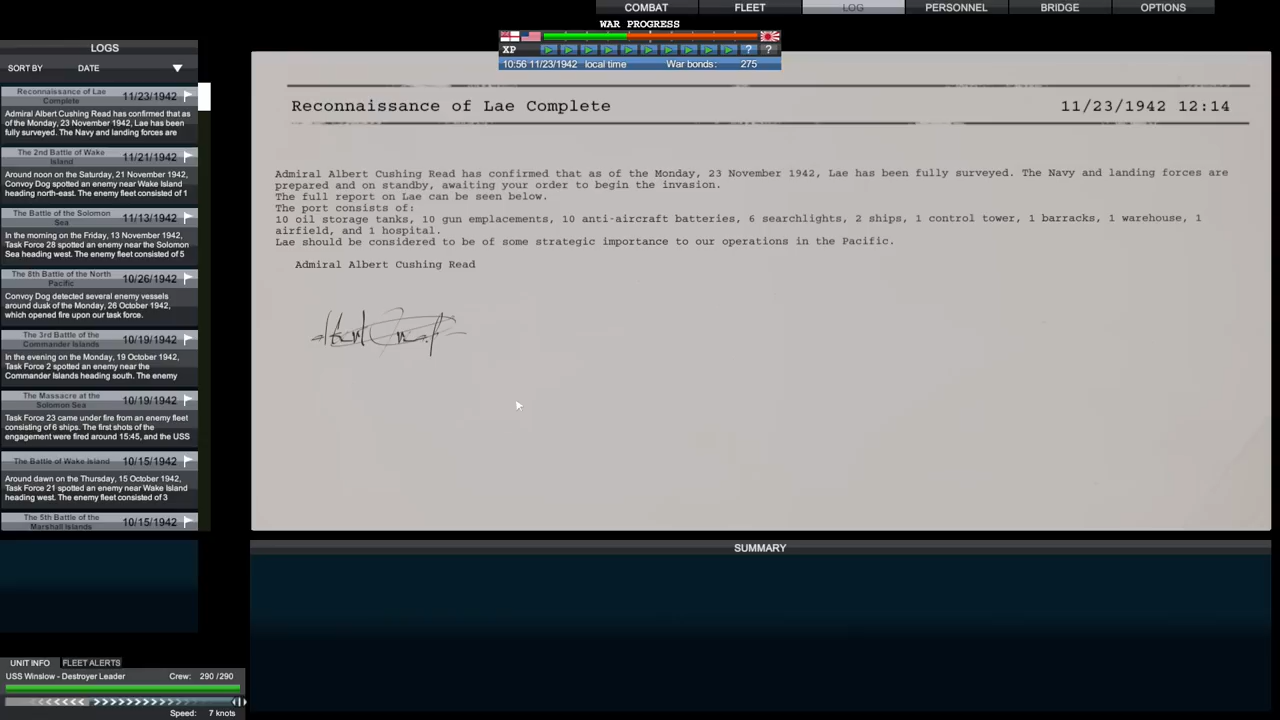 COMBAT FLEET LOG PERSONNEL BRIDGE OPTIONS
WAR PROGRESS
XP ? ?
10:56 11/23/1942 local time War bonds: 275
LOGS
SORT BY DATE
Reconnaissance of Lae
Complete
11/23/1942
Admiral Albert Cushing Read has confirmed that as
of the Monday, 23 November 1942, Lae has been
fully surveyed. The Navy and landing forces are
The 2nd Battle of Wake
Island
11/21/1942
Around noon on the Saturday, 21 November 1942,
Convoy Dog spotted an enemy near Wake Island
heading north-east. The enemy fleet consisted of 1
The Battle of the Solomon
Sea
11/13/1942
In the morning on the Friday, 13 November 1942,
Task Force 28 spotted an enemy near the Solomon
Sea heading west. The enemy fleet consisted of 5
The 8th Battle of the North
Pacific
10/26/1942
Convoy Dog detected several enemy vessels
around dusk of the Monday, 26 October 1942,
which opened fire upon our task force.
The 3rd Battle of the
Commander Islands
10/19/1942
In the evening on the Monday, 19 October 1942,
Task Force 2 spotted an enemy near the
Commander Islands heading south. The enemy
The Massacre at the
Solomon Sea
10/19/1942
Task Force 23 came under fire from an enemy fleet
consisting of 6 ships. The first shots of the
engagement were fired around 15:45, and the USS
The Battle of Wake Island 10/15/1942
Around dawn on the Thursday, 15 October 1942,
Task Force 21 spotted an enemy near Wake Island
heading west. The enemy fleet consisted of 3
The 5th Battle of the
Marshall Islands
10/15/1942
Reconnaissance of Lae Complete 11/23/1942 12:14
Admiral Albert Cushing Read has confirmed that as of the Monday, 23 November 1942, Lae has been fully surveyed. The Navy and landing forces are
prepared and on standby, awaiting your order to begin the invasion.
The full report on Lae can be seen below.
The port consists of:
10 oil storage tanks, 10 gun emplacements, 10 anti-aircraft batteries, 6 searchlights, 2 ships, 1 control tower, 1 barracks, 1 warehouse, 1
airfield, and 1 hospital.
Lae should be considered to be of some strategic importance to our operations in the Pacific.
Admiral Albert Cushing Read
SUMMARY
UNIT INFO FLEET ALERTS
USS Winslow - Destroyer Leader Crew: 290 / 290
Speed: 7 knots